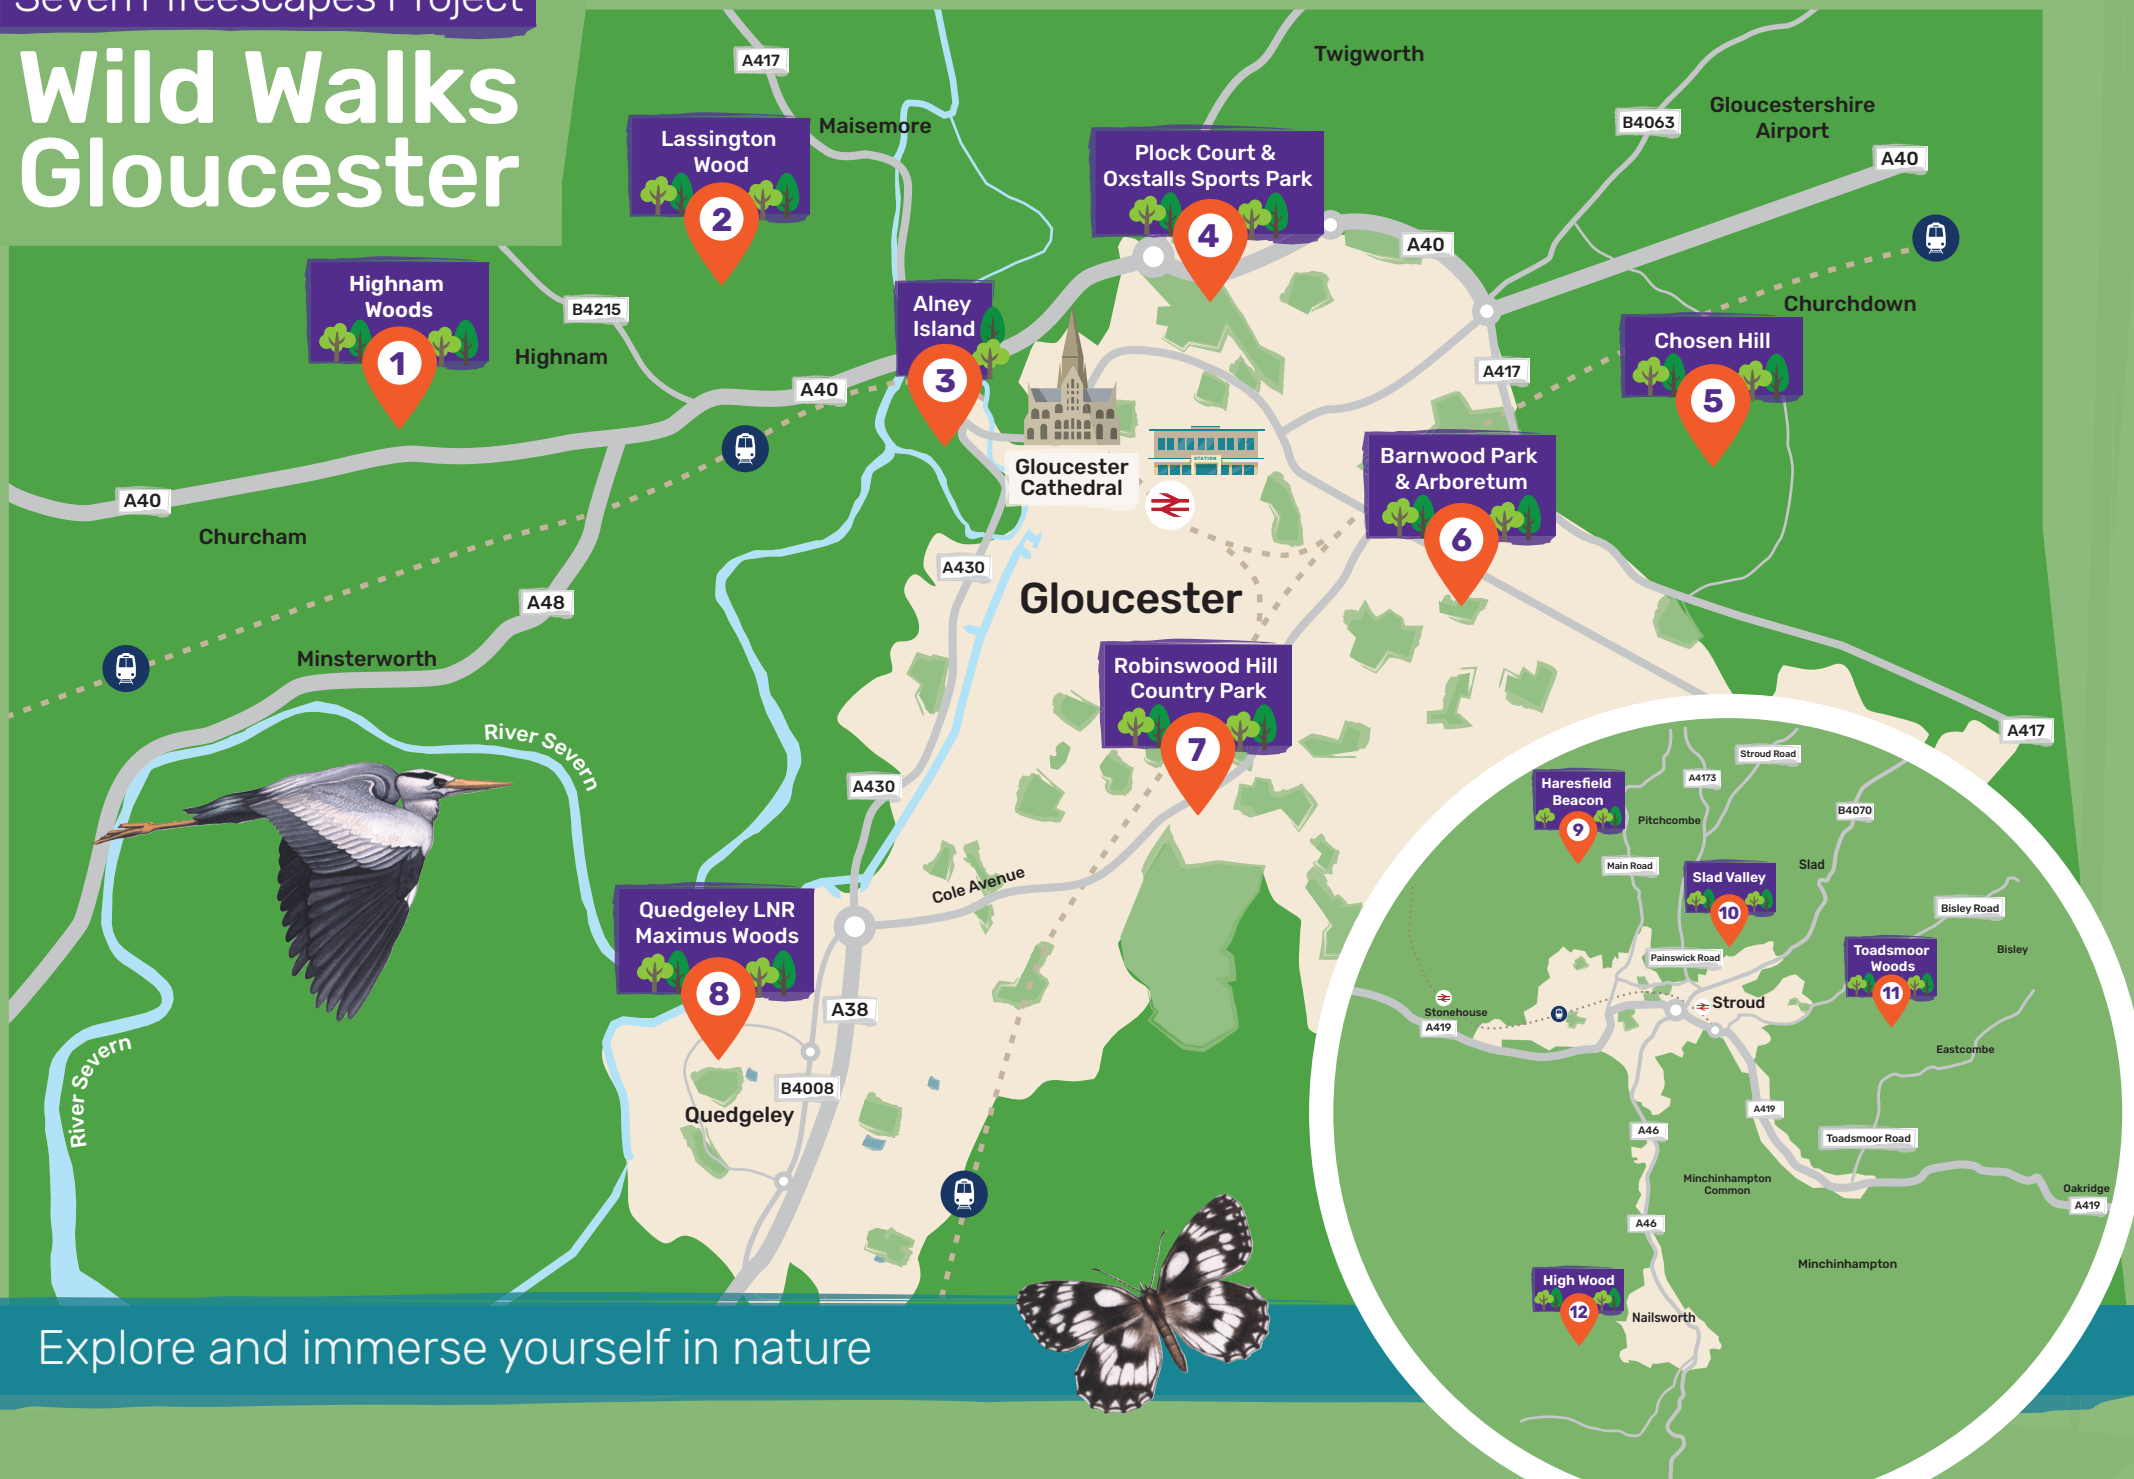 Severn Treescapes Project
Wild Walks
Gloucester
A417
Maisemore
Twigworth
Gloucestershire
Airport
B4063
A40
Lassington
Wood
2
Plock Court &
Oxstalls Sports Park
4
A40
Highnam
Woods
1
B4215
Highnam
Alney
Island
3
A40
Churchdown
Chosen Hill
5
A417
Gloucester
Cathedral
STATION
Barnwood Park
& Arboretum
6
A40
Churcham
A430
Gloucester
A48
Minsterworth
Robinswood Hill
Country Park
7
River Severn
A430
A417
Cole Avenue
Quedgeley LNR
Maximus Woods
8
A38
B4008
Quedgeley
River Severn
Stroud Road
A4173
Haresfield
Beacon
9
Pitchcombe
B4070
Main Road
Slad
Slad Valley
10
Bisley Road
Bisley
Painswick Road
Toadsmoor
Woods
11
Stroud
Stonehouse
A419
Eastcombe
A419
A46
Toadsmoor Road
Minchinhampton
Common
Oakridge
A419
A46
Minchinhampton
High Wood
12
Nailsworth
Explore and immerse yourself in nature